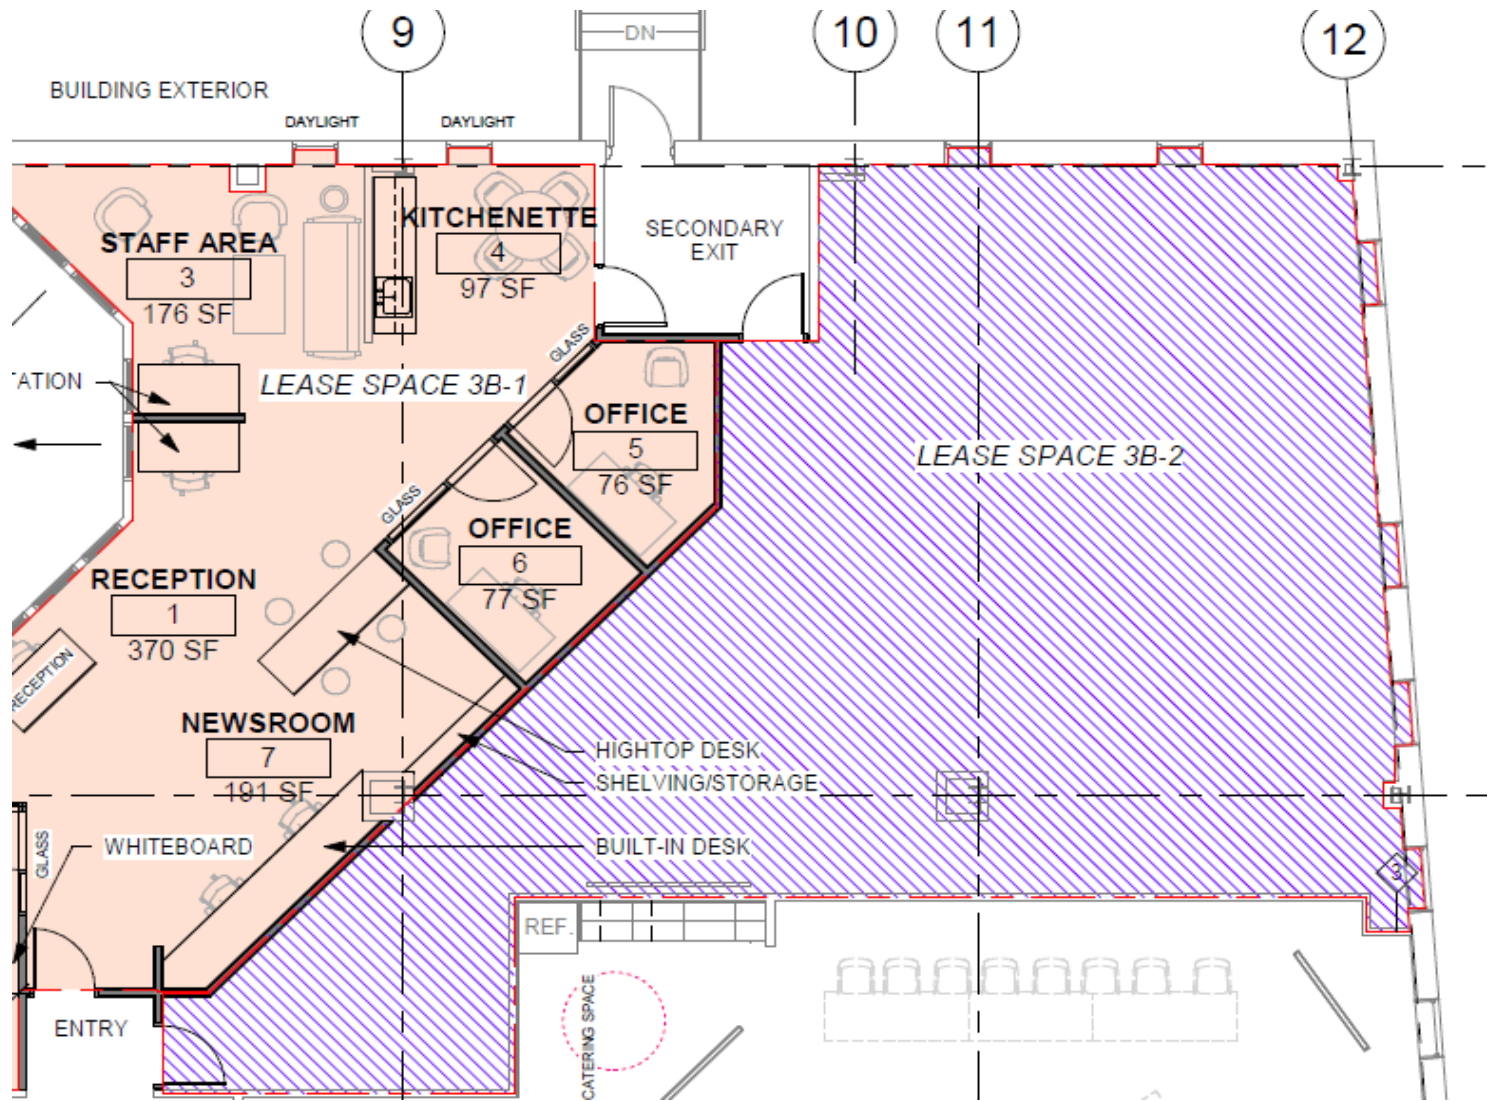 9
DN
10
11
12
BUILDING EXTERIOR
DAYLIGHT
DAYLIGHT
KITCHENETTE
4
97 SF
STAFF AREA
3
176 SF
SECONDARY
EXIT
GLASS
ATION
LEASE SPACE 3B-1
OFFICE
5
76 SF
LEASE SPACE 3B-2
GLASS
OFFICE
6
77 SF
RECEPTION
1
370 SF
RECEPTION
NEWSROOM
7
191 SF
HIGHTOP DESK
SHELVING/STORAGE
GLASS
WHITEBOARD
BUILT-IN DESK
3
REF.
ENTRY
CATERING SPACE